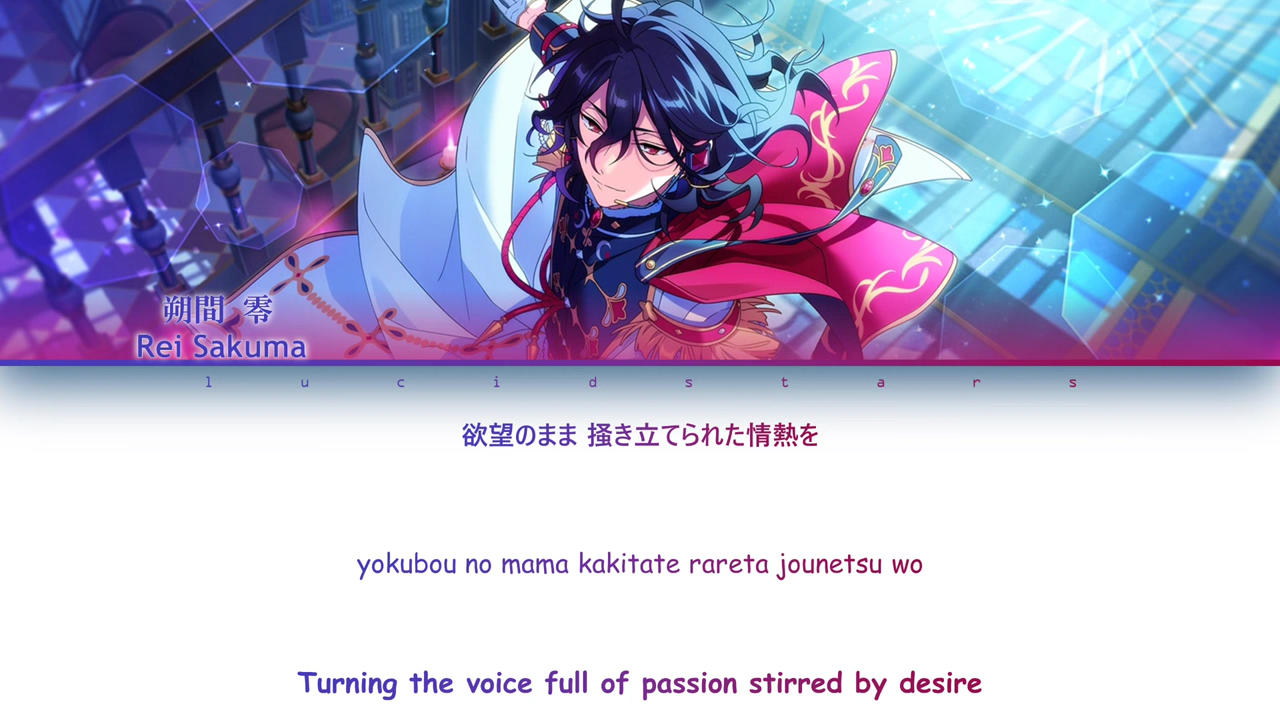 朔間 零
Rei Sakuma
lucidstars
欲望のまま 掻き立てられた情熱を
yokubou no mama kakitate rareta jounetsu wo
Turning the voice full of passion stirred by desire